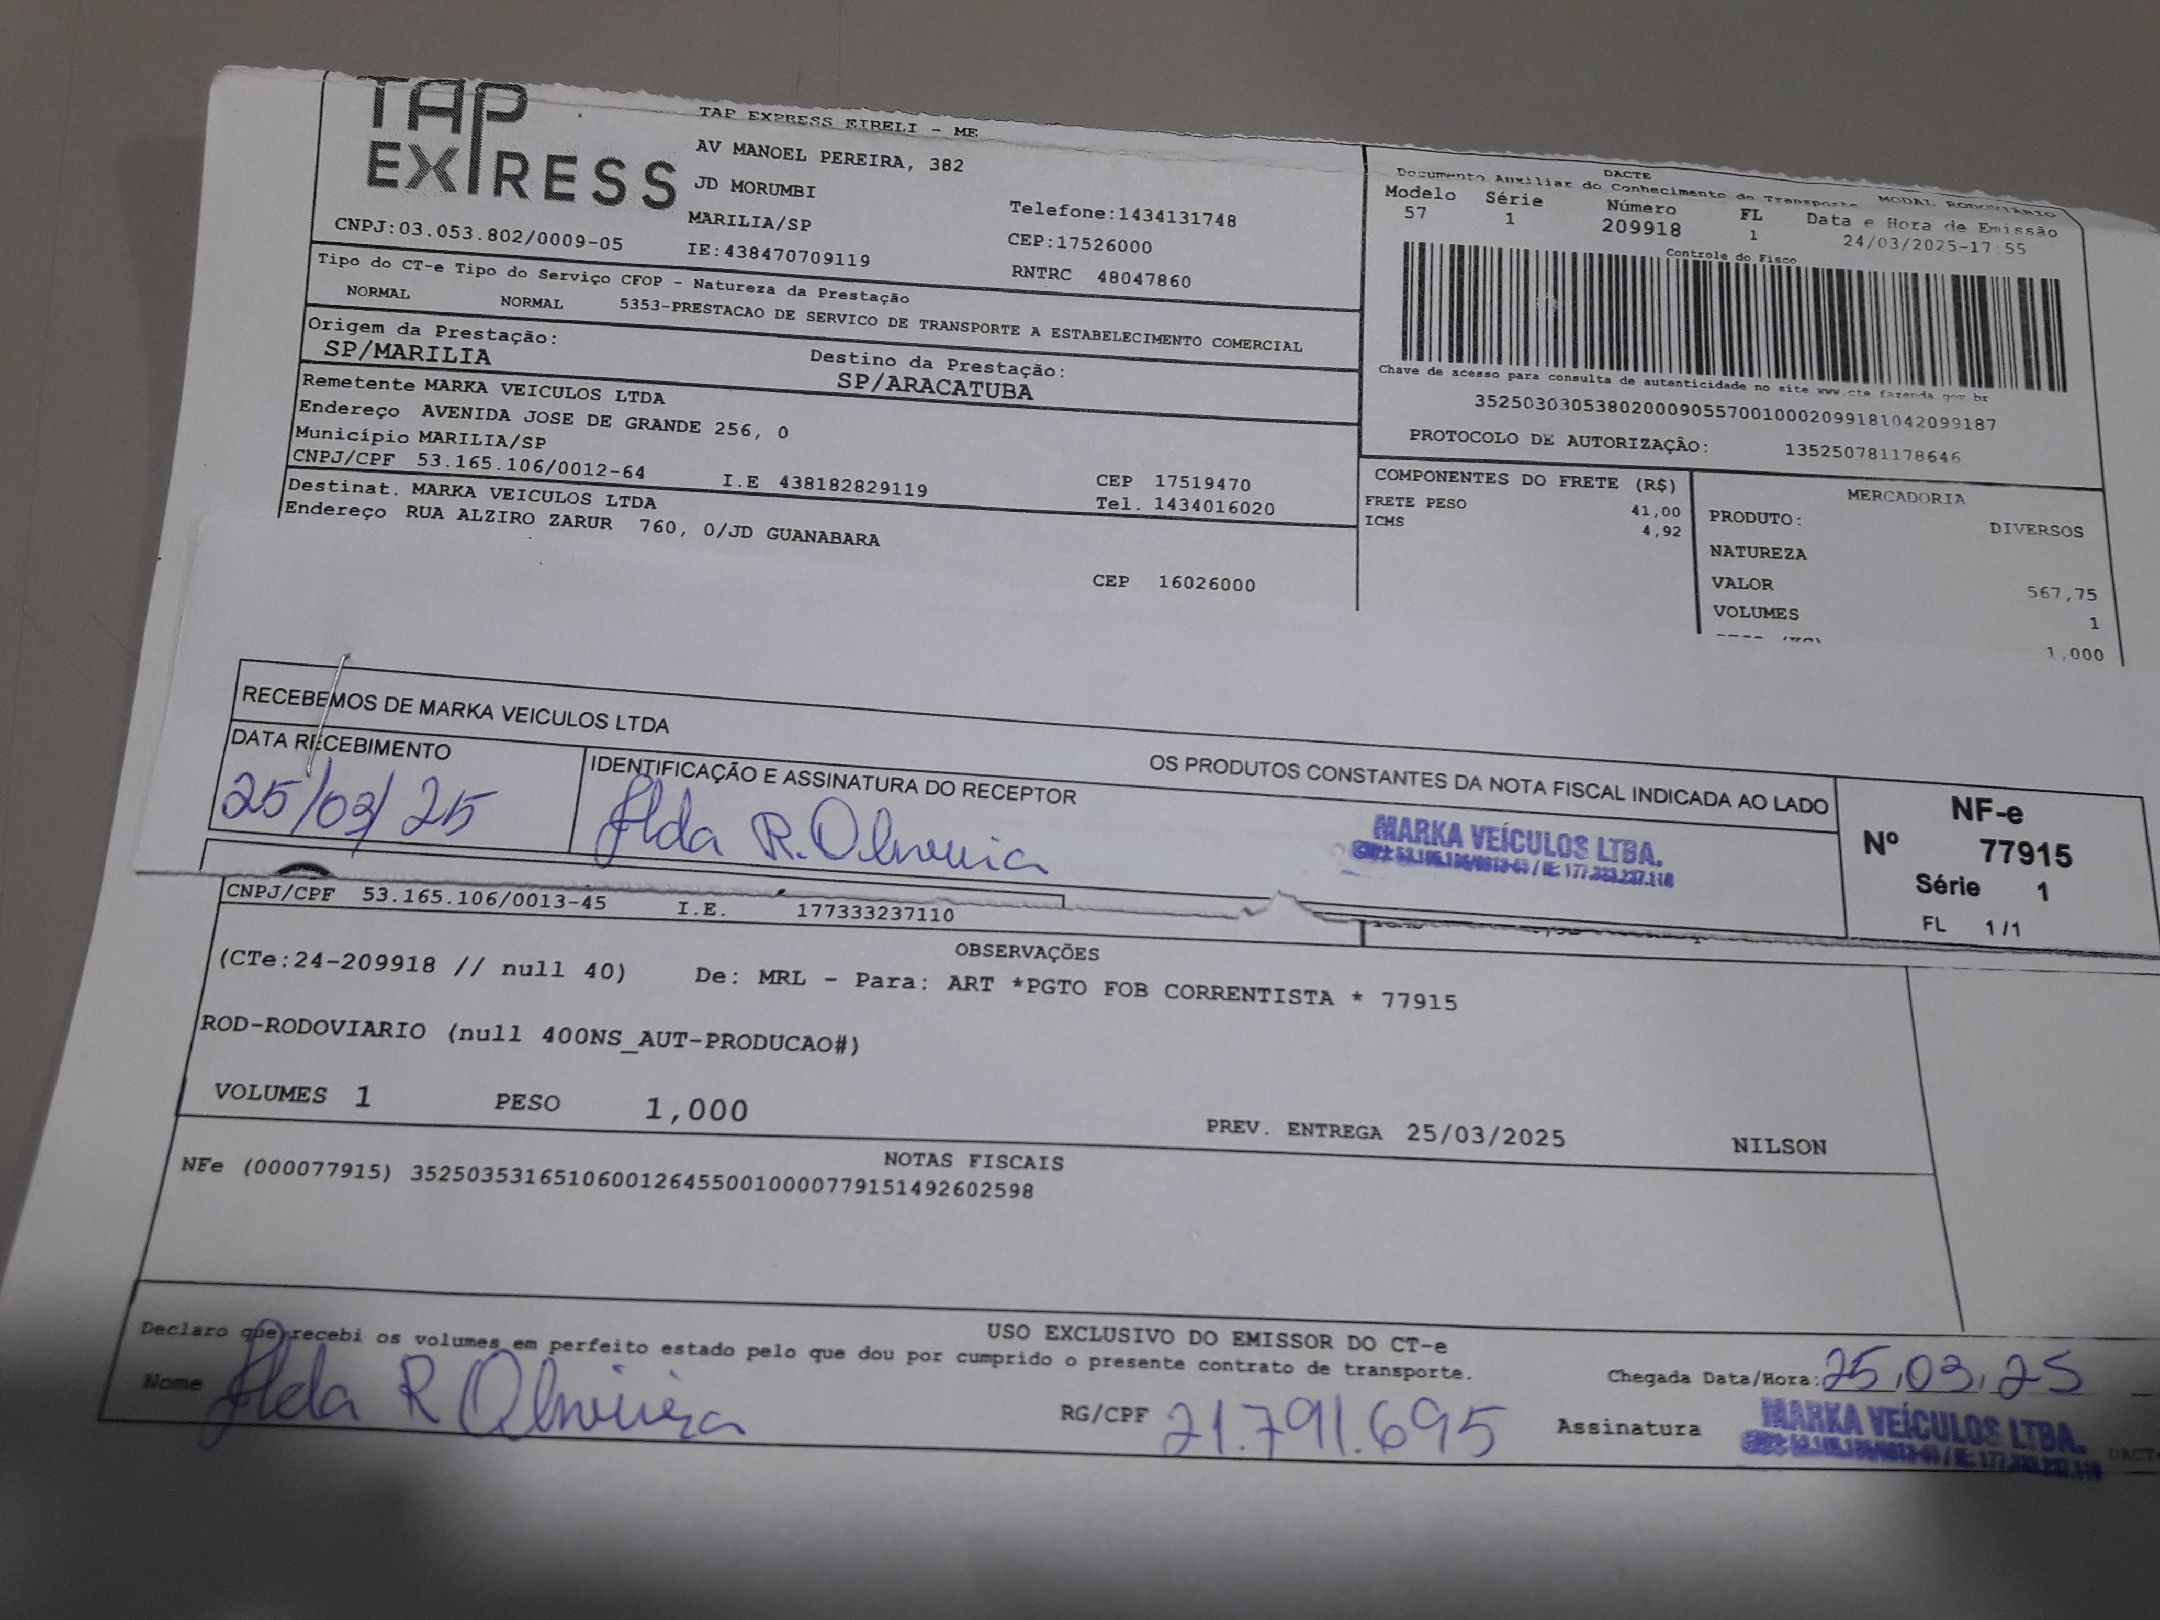 TAP
EXPRESS
TAP EXPRESS EIRELI - ME
AV MANOEL PEREIRA, 382
JD MORUMBI
MARILIA/SP
Telefone:1434131748
CEP:17526000
CNPJ:03.053.802/0009-05
IE:438470709119
RNTRC 48047860
DACTE
Documento Auxiliar do Conhecimento de Transporte MODAL RODOVIARIO
Modelo Série Número FL Data e Hora de Emissão
57 1 209918 1 24/03/2025-17:55
Controle do Fisco
Chave de acesso para consulta de autenticidade no site www.cte.fazenda.gov.br
35250303053802000905570010002099181042099187
PROTOCOLO DE AUTORIZAÇÃO: 135250781178646
Tipo do CT-e Tipo do Serviço CFOP - Natureza da Prestação
NORMAL NORMAL 5353-PRESTACAO DE SERVICO DE TRANSPORTE A ESTABELECIMENTO COMERCIAL
Origem da Prestação:
SP/MARILIA
Destino da Prestação:
SP/ARACATUBA
Remetente MARKA VEICULOS LTDA
Endereço AVENIDA JOSE DE GRANDE 256, 0
Município MARILIA/SP
CEP 17519470
CNPJ/CPF 53.165.106/0012-64 I.E 438182829119
Tel. 1434016020
Destinat. MARKA VEICULOS LTDA
Endereço RUA ALZIRO ZARUR 760, 0/JD GUANABARA
CEP 16026000
COMPONENTES DO FRETE (R$)
FRETE PESO 41,00
ICMS 4,92
MERCADORIA
PRODUTO: DIVERSOS
NATUREZA
VALOR 567,75
VOLUMES 1
1,000
RECEBEMOS DE MARKA VEICULOS LTDA
OS PRODUTOS CONSTANTES DA NOTA FISCAL INDICADA AO LADO
DATA RECEBIMENTO
25/03/25
IDENTIFICAÇÃO E ASSINATURA DO RECEPTOR
Alda R. Oliveira
MARKA VEÍCULOS LTDA.
NF-e
Nº 77915
Série 1
FL 1/1
CNPJ/CPF 53.165.106/0013-45 I.E. 177333237110
OBSERVAÇÕES
(CTe:24-209918 // null 40) De: MRL - Para: ART *PGTO FOB CORRENTISTA * 77915
ROD-RODOVIARIO (null 400NS_AUT-PRODUCAO#)
VOLUMES 1 PESO 1,000
PREV. ENTREGA 25/03/2025 NILSON
NOTAS FISCAIS
NFe (000077915) 35250353165106001264550010000779151492602598
USO EXCLUSIVO DO EMISSOR DO CT-e
Declaro que recebi os volumes em perfeito estado pelo que dou por cumprido o presente contrato de transporte.
Chegada Data/Hora: 25,03,25
Nome Alda R Oliveira
RG/CPF 21.791.695
Assinatura
MARKA VEÍCULOS LTDA.